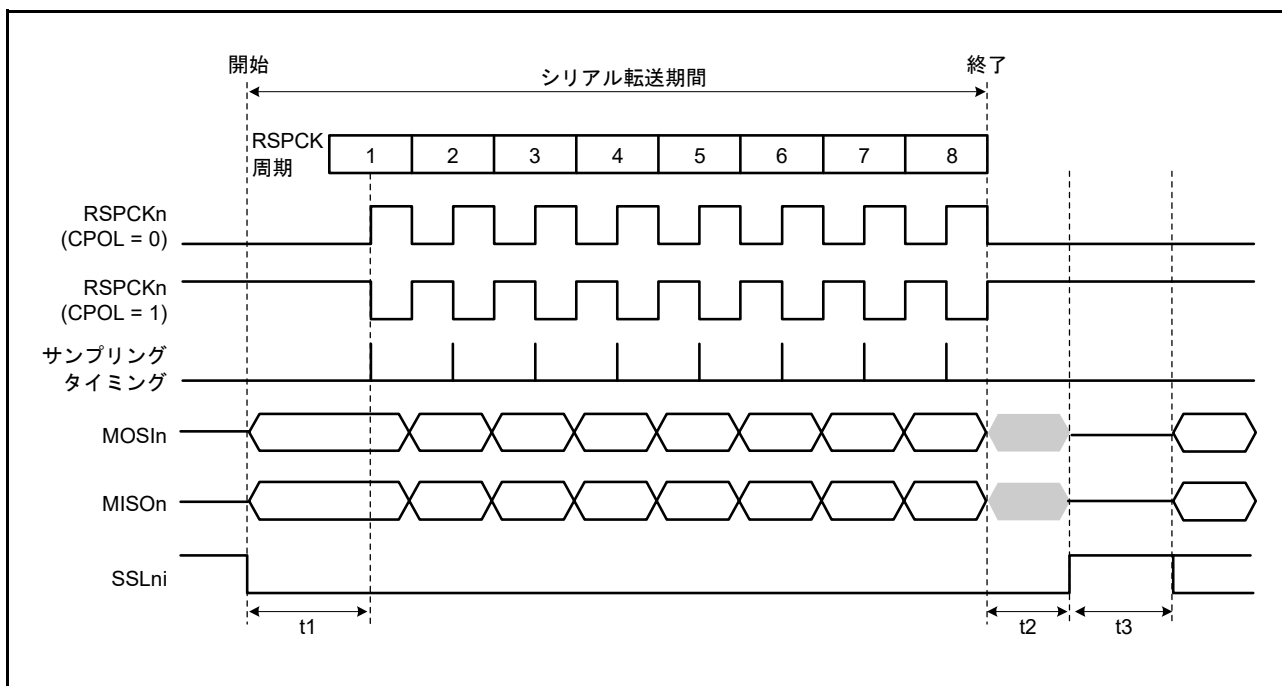 開始
終了
シリアル転送期間
RSPCK
周期
1 2 3 4 5 6 7 8
RSPCKn
(CPOL = 0)
RSPCKn
(CPOL = 1)
サンプリング
タイミング
MOSIn
MISOn
SSLni
t1
t2
t3